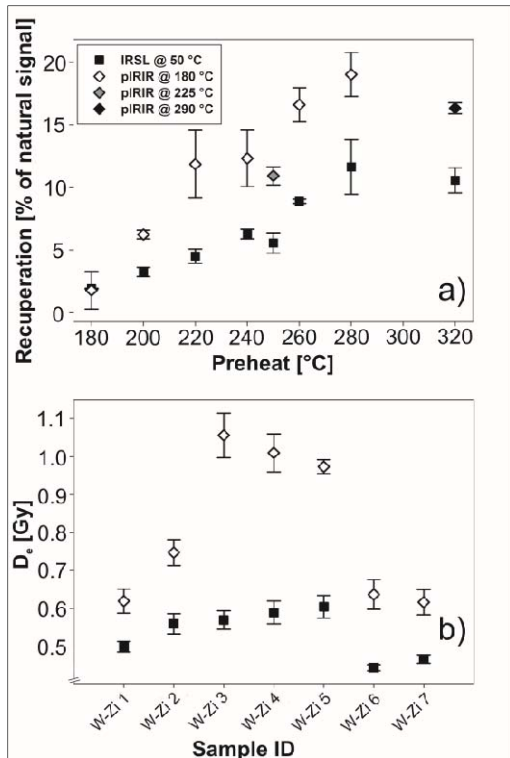 IRSL @ 50 °C
pIRIR @ 180 °C
pIRIR @ 225 °C
pIRIR @ 290 °C
Recuperation [% of natural signal]
20
15
10
5
0
a)
180 200 220 240 260 280 300 320
Preheat [°C]
De [Gy]
1.1
1.0
0.9
0.8
0.7
0.6
0.5
b)
W-Zi 1 W-Zi 2 W-Zi 3 W-Zi 4 W-Zi 5 W-Zi 6 W-Zi 7
Sample ID